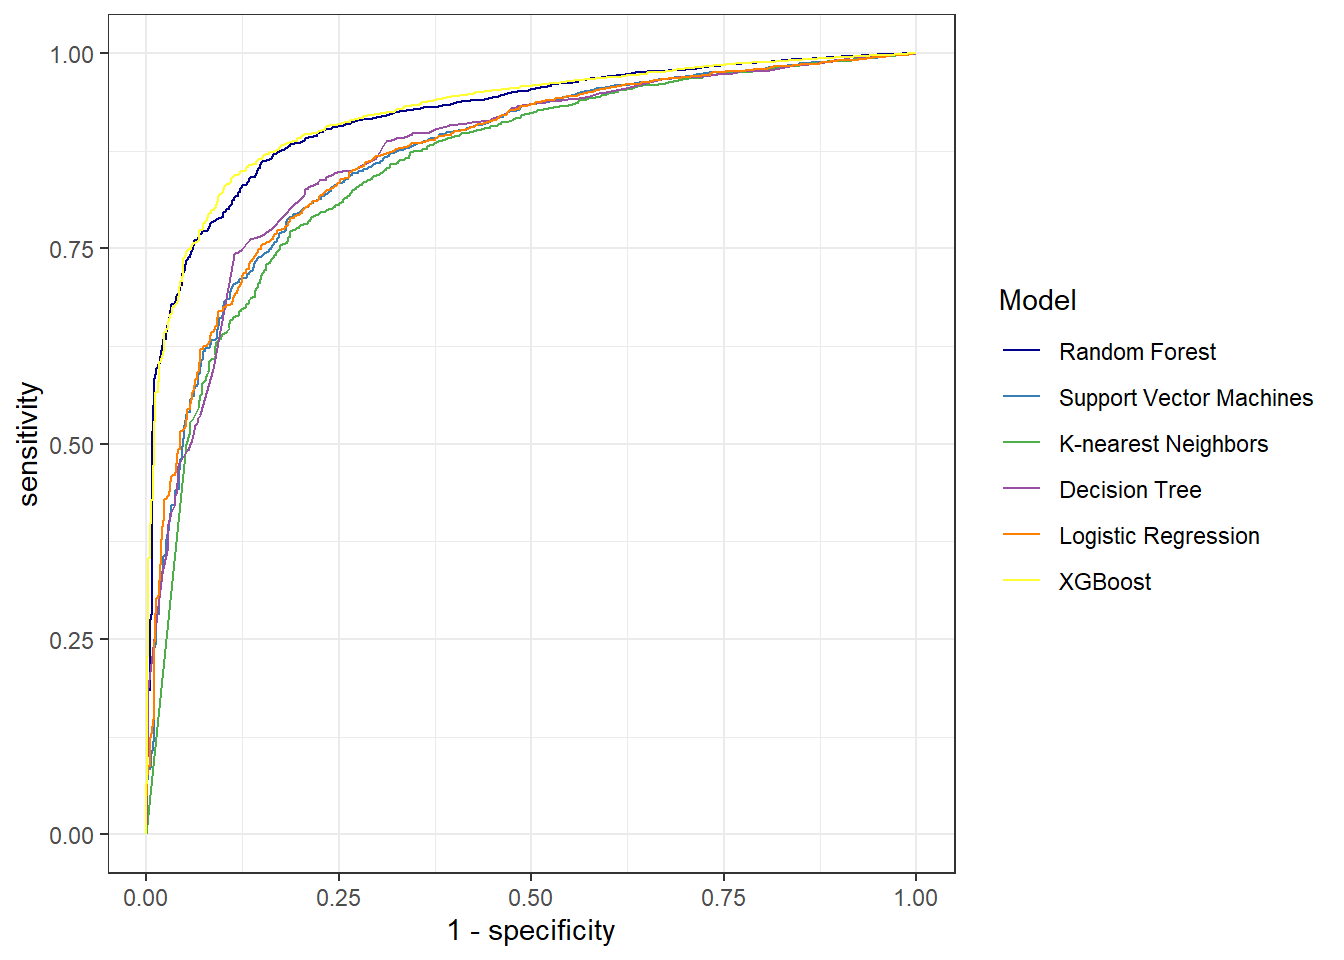 1.00
0.75
0.50
0.25
0.00
sensitivity
0.00 0.25 0.50 0.75 1.00
1 - specificity
Model
Random Forest
Support Vector Machines
K-nearest Neighbors
Decision Tree
Logistic Regression
XGBoost